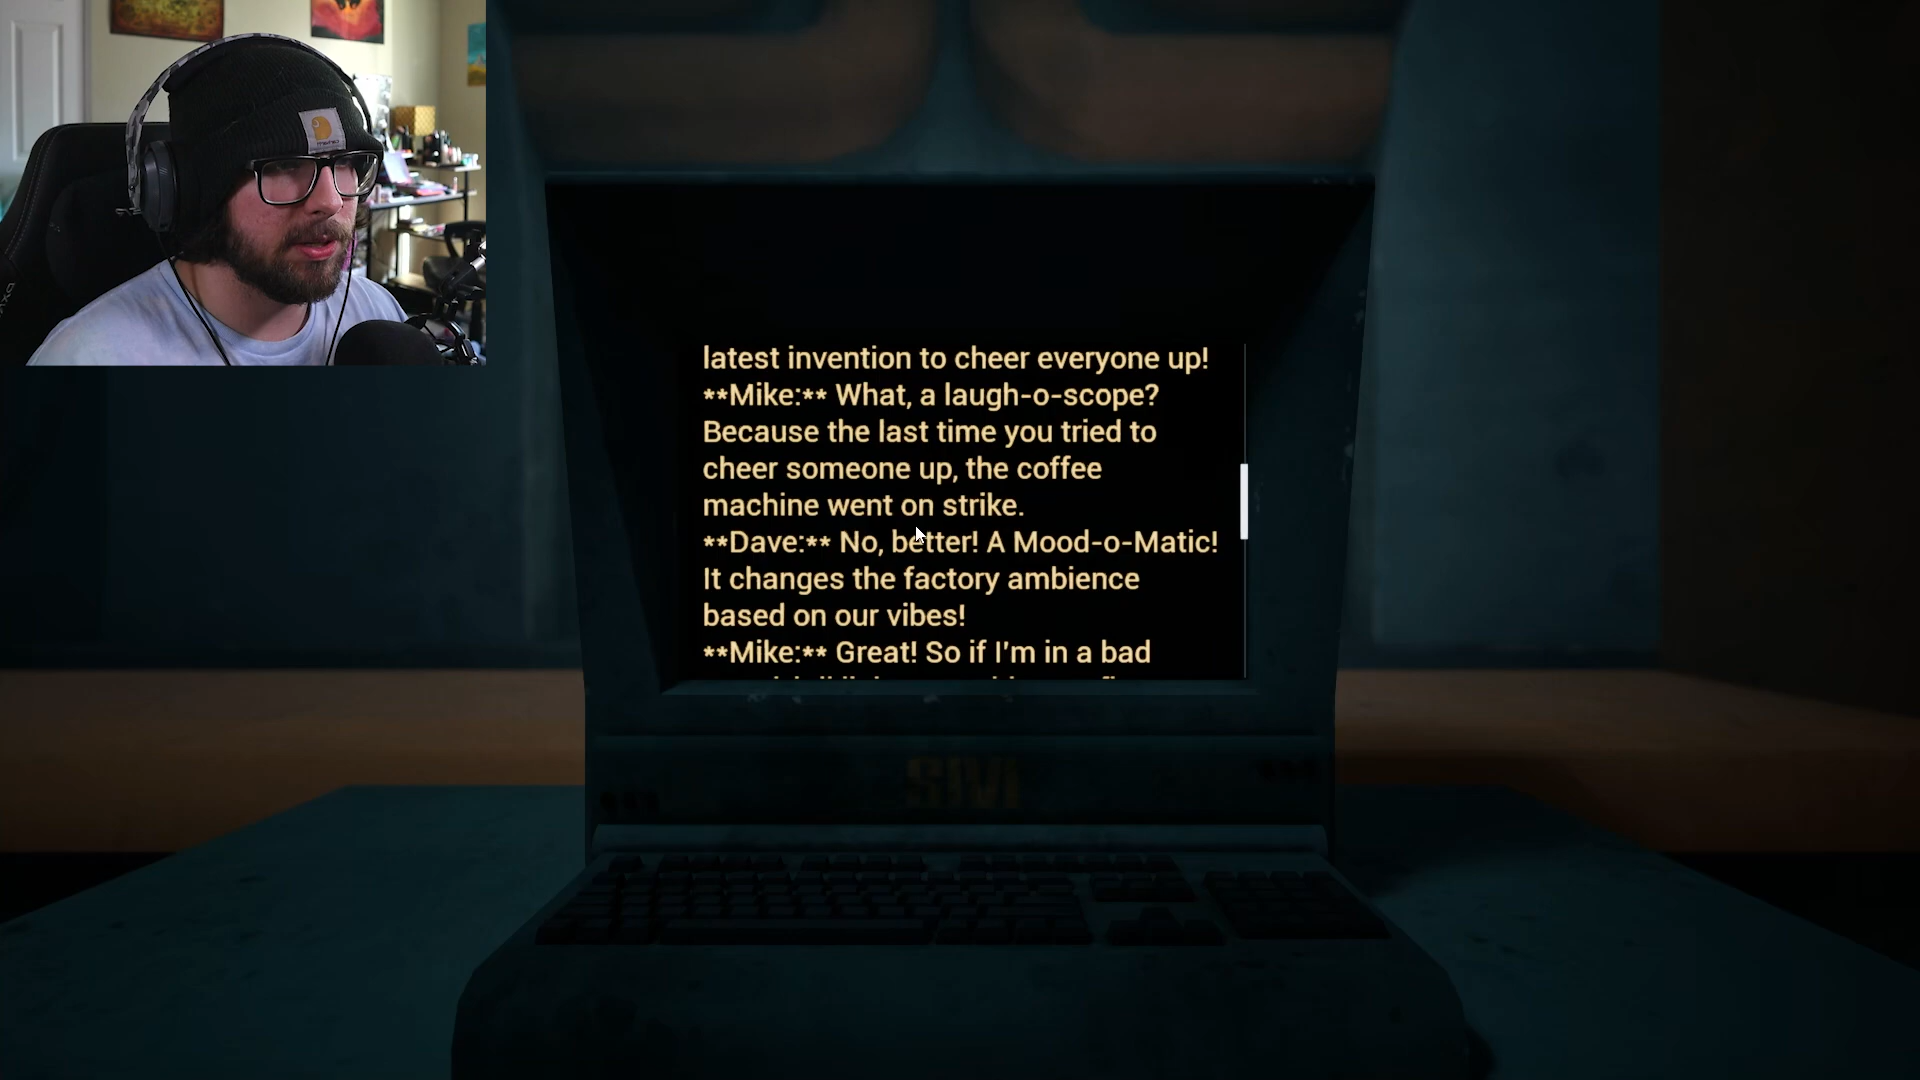 latest invention to cheer everyone up!
**Mike:** What, a laugh-o-scope?
Because the last time you tried to
cheer someone up, the coffee
machine went on strike.
**Dave:** No, better! A Mood-o-Matic!
It changes the factory ambience
based on our vibes!
**Mike:** Great! So if I'm in a bad